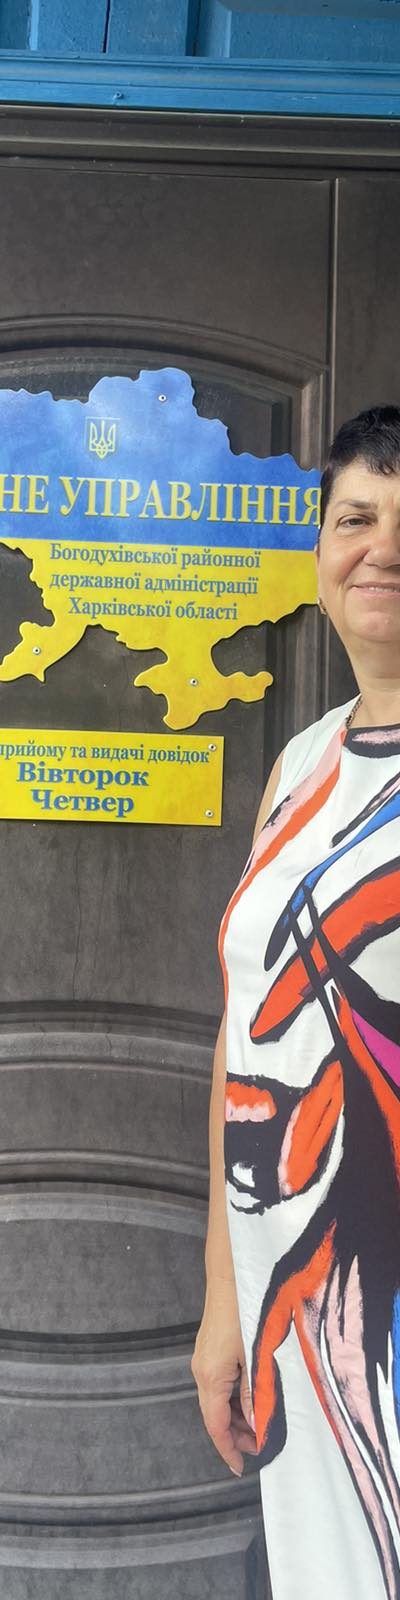 НЕ УПРАВЛІННЯ
Богодухівської районної
державної адміністрації
Харківської області
прийому та видачі довідок
Вівторок
Четвер